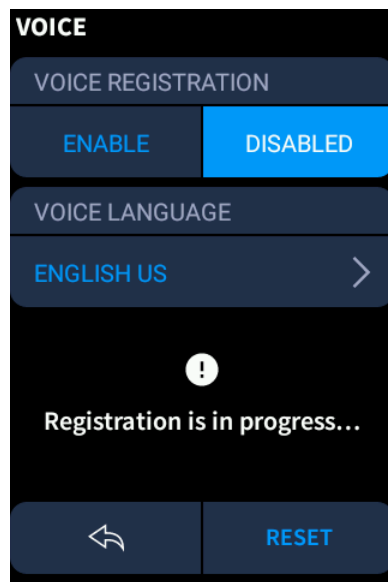 VOICE
VOICE REGISTRATION
ENABLE DISABLED
VOICE LANGUAGE
ENGLISH US
Registration is in progress...
RESET